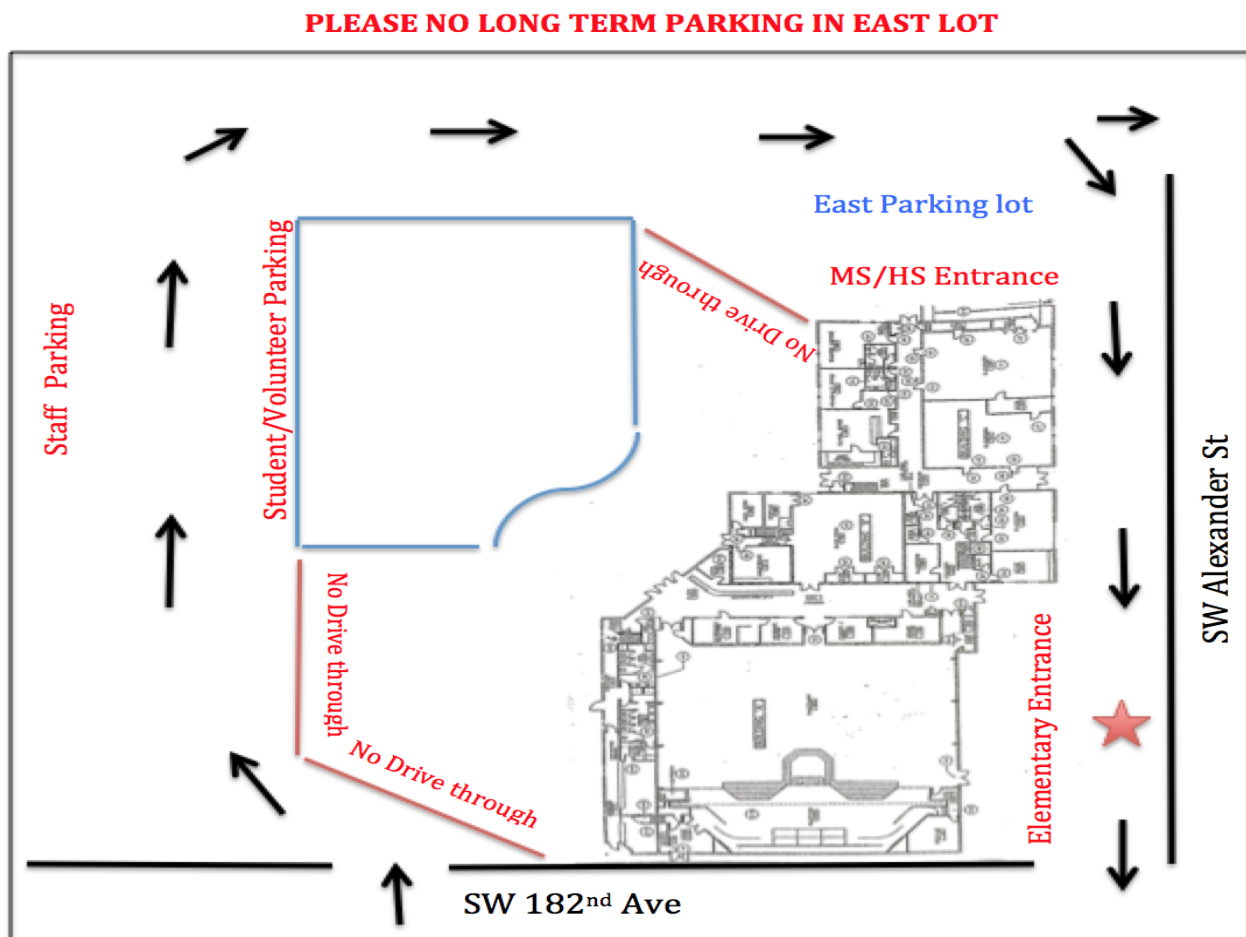 PLEASE NO LONG TERM PARKING IN EAST LOT
East Parking lot
MS/HS Entrance
No Drive through
Student/Volunteer Parking
Staff Parking
SW Alexander St
No Drive through
No Drive through
Elementary Entrance
SW 182nd Ave